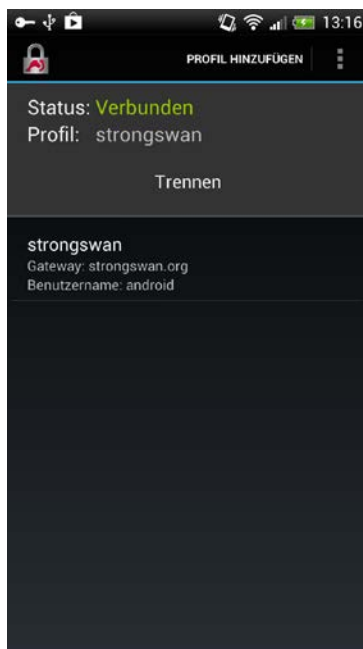 13:16
PROFIL HINZUFÜGEN
Status: Verbunden
Profil: strongswan
Trennen
strongswan
Gateway: strongswan.org
Benutzername: android